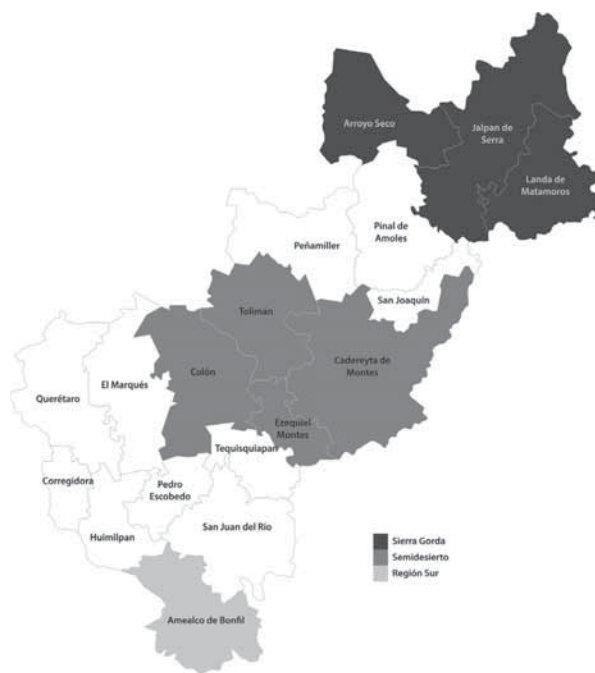 Arroyo Seco
Jalpan de
Serra
Landa de
Matamoros
Pinal de
Amoles
Peñamiller
San Joaquín
Toliman
Cadereyta de
Montes
Colón
El Marqués
Querétaro
Ezequiel
Montes
Tequisquiapan
Corregidora
Pedro
Escobedo
San Juan del Río
Huimilpan
Sierra Gorda
Semidesierto
Región Sur
Amealco de Bonfil